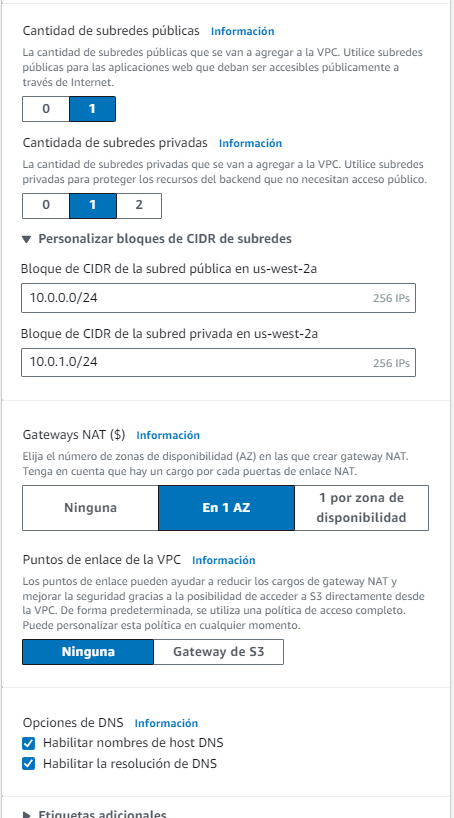 Cantidad de subredes públicas Información
La cantidad de subredes públicas que se van a agregar a la VPC. Utilice subredes
públicas para las aplicaciones web que deban ser accesibles públicamente a
través de Internet.
0 1
Cantidada de subredes privadas Información
La cantidad de subredes privadas que se van a agregar a la VPC. Utilice subredes
privadas para proteger los recursos del backend que no necesitan acceso público.
0 1 2
Personalizar bloques de CIDR de subredes
Bloque de CIDR de la subred pública en us-west-2a
10.0.0.0/24 256 IPs
Bloque de CIDR de la subred privada en us-west-2a
10.0.1.0/24 256 IPs
Gateways NAT ($) Información
Elija el número de zonas de disponibilidad (AZ) en las que crear gateway NAT.
Tenga en cuenta que hay un cargo por cada puertas de enlace NAT.
Ninguna En 1 AZ 1 por zona de
disponibilidad
Puntos de enlace de la VPC Información
Los puntos de enlace pueden ayudar a reducir los cargos de gateway NAT y
mejorar la seguridad gracias a la posibilidad de acceder a S3 directamente desde
la VPC. De forma predeterminada, se utiliza una política de acceso completo.
Puede personalizar esta política en cualquier momento.
Ninguna Gateway de S3
Opciones de DNS Información
Habilitar nombres de host DNS
Habilitar la resolución de DNS
Etiquetas adicionales